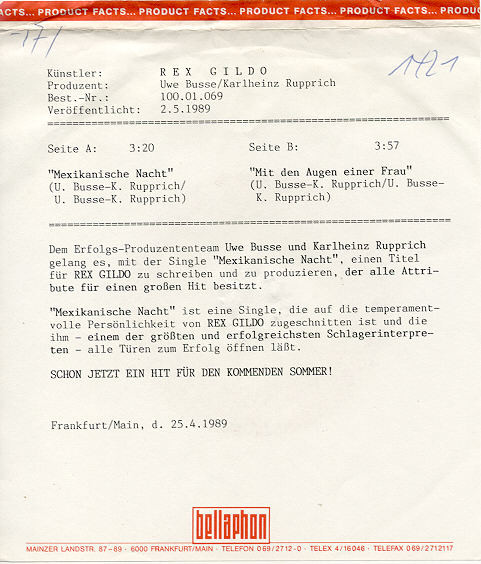 ACTS... PRODUCT FACTS... PRODUCT FACTS... PRODUCT FACTS... PRODUC
Künstler: REX GILDO
Produzent: Uwe Busse/Karlheinz Rupprich
Best.-Nr.: 100.01.069
Veröffentlicht: 2.5.1989
Seite A: 3:20 Seite B: 3:57
"Mexikanische Nacht" "Mit den Augen einer Frau"
(U. Busse-K. Rupprich/ (U. Busse-K. Rupprich/U. Busse-
U. Busse-K. Rupprich) K. Rupprich)
Dem Erfolgs-Produzententeam Uwe Busse und Karlheinz Rupprich
gelang es, mit der Single "Mexikanische Nacht", einen Titel
für REX GILDO zu schreiben und zu produzieren, der alle Attri-
bute für einen großen Hit besitzt.
"Mexikanische Nacht" ist eine Single, die auf die temperament-
volle Persönlichkeit von REX GILDO zugeschnitten ist und die
ihm - einem der größten und erfolgreichsten Schlagerinterpre-
ten - alle Türen zum Erfolg öffnen läßt.
SCHON JETZT EIN HIT FÜR DEN KOMMENDEN SOMMER!
Frankfurt/Main, d. 25.4.1989
bellaphon
MAINZER LANDSTR. 87-89 · 6000 FRANKFURT/MAIN · TELEFON 069/2712-0 · TELEX 4/16046 · TELEFAX 069/2712117